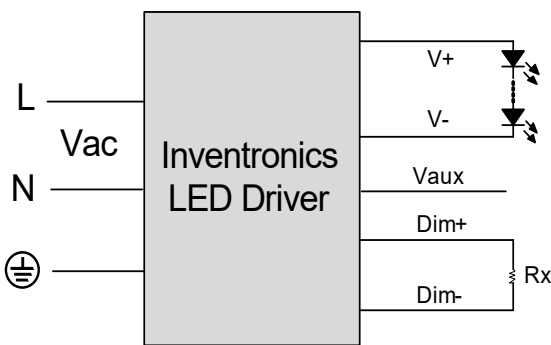 L
Vac
N
Inventronics
LED Driver
V+
V-
Vaux
Dim+
Rx
Dim-